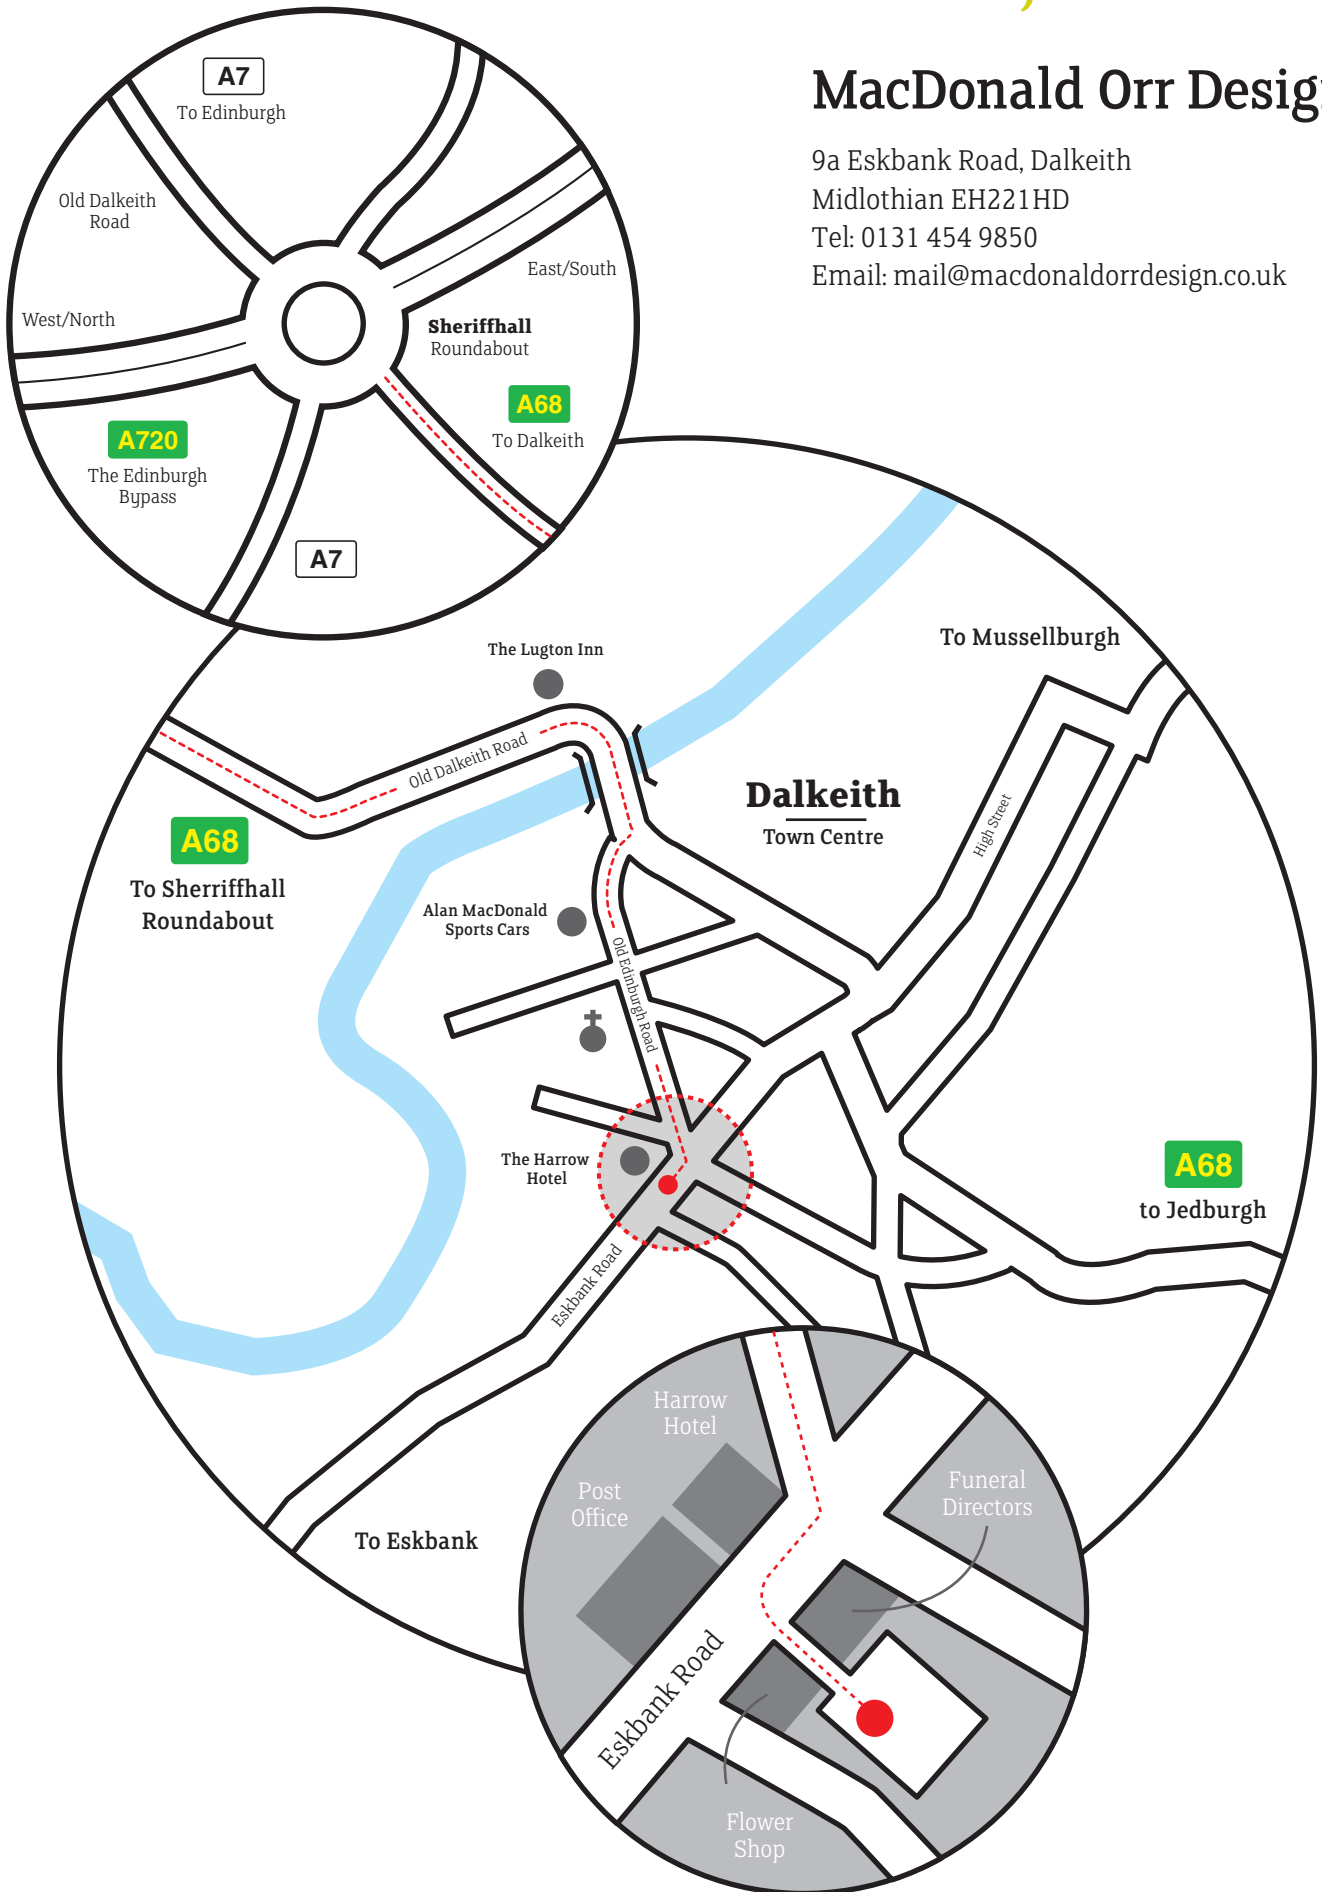 MacDonald Orr Design
9a Eskbank Road, Dalkeith
Midlothian EH221HD
Tel: 0131 454 9850
Email: mail@macdonaldorrdesign.co.uk
A7
To Edinburgh
Old Dalkeith
Road
East/South
West/North
Sheriffhall
Roundabout
A68
To Dalkeith
A720
The Edinburgh
Bypass
A7
To Mussellburgh
The Lugton Inn
Old Dalkeith Road
Dalkeith
Town Centre
High Street
A68
To Sherriffhall
Roundabout
Alan MacDonald
Sports Cars
Old Edinburgh Road
The Harrow
Hotel
A68
to Jedburgh
Eskbank Road
To Eskbank
Harrow
Hotel
Post
Office
Funeral
Directors
Eskbank Road
Flower
Shop